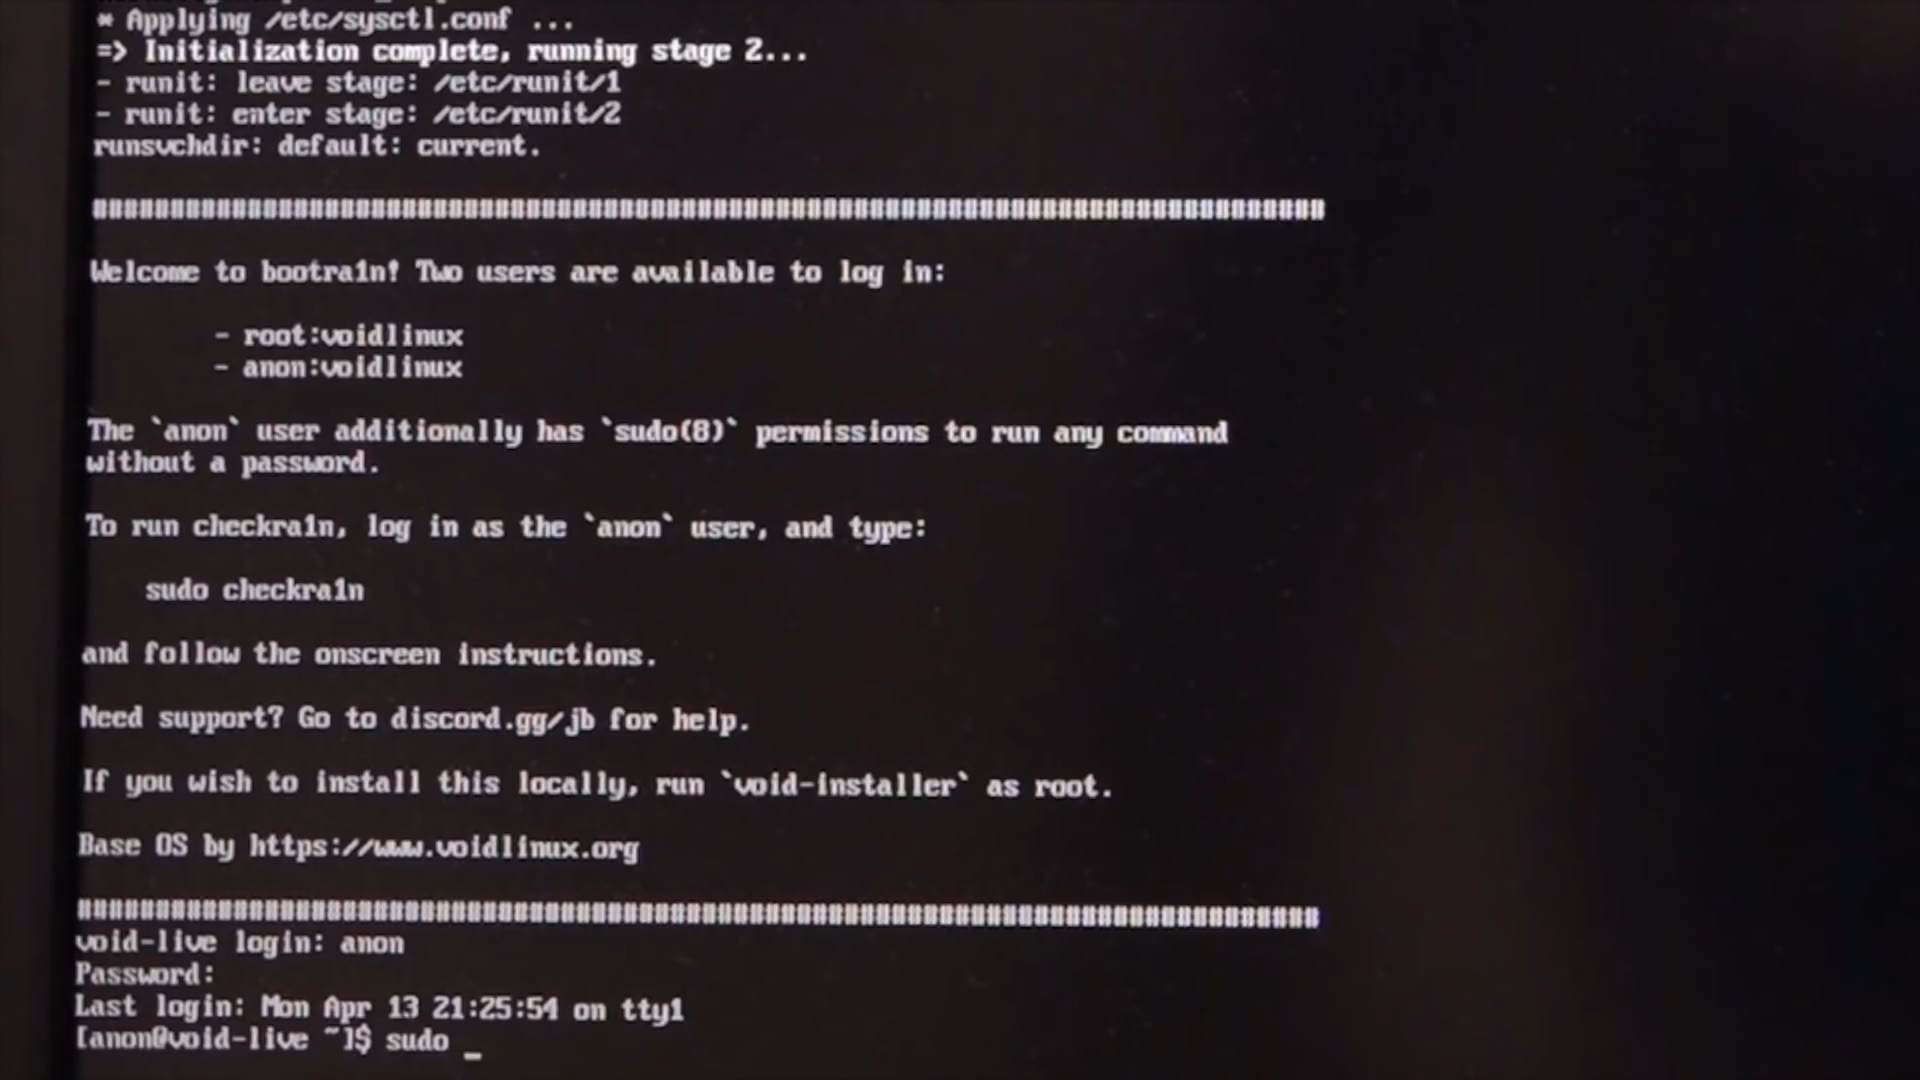 * Applying /etc/sysctl.conf ...
=> Initialization complete, running stage 2...
- runit: leave stage: /etc/runit/1
- runit: enter stage: /etc/runit/2
runsvchdir: default: current.
###############################################################################
Welcome to bootra1n! Two users are available to log in:
- root:voidlinux
- anon:voidlinux
The `anon` user additionally has `sudo(8)` permissions to run any command
without a password.
To run checkra1n, log in as the `anon` user, and type:
sudo checkra1n
and follow the onscreen instructions.
Need support? Go to discord.gg/jb for help.
If you wish to install this locally, run `void-installer` as root.
Base OS by https://www.voidlinux.org
###############################################################################
void-live login: anon
Password:
Last login: Mon Apr 13 21:25:54 on tty1
[anon@void-live ~]$ sudo _